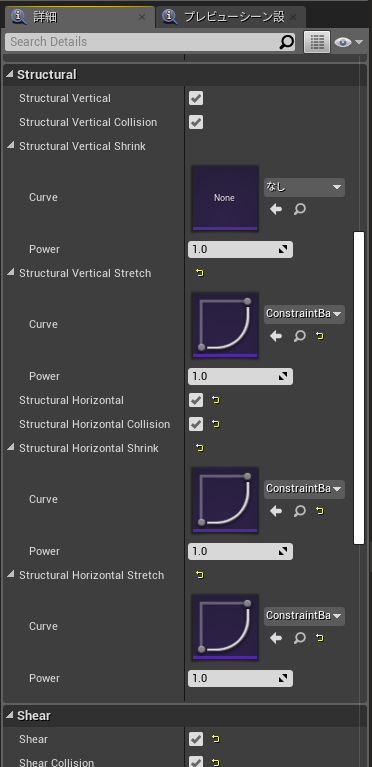 詳細
プレビューシーン設
Search Details
Structural
Structural Vertical
Structural Vertical Collision
Structural Vertical Shrink
Curve
None
なし
Power
1.0
Structural Vertical Stretch
Curve
ConstraintBa
Power
1.0
Structural Horizontal
Structural Horizontal Collision
Structural Horizontal Shrink
Curve
ConstraintBa
Power
1.0
Structural Horizontal Stretch
Curve
ConstraintBa
Power
1.0
Shear
Shear
Shear Collision